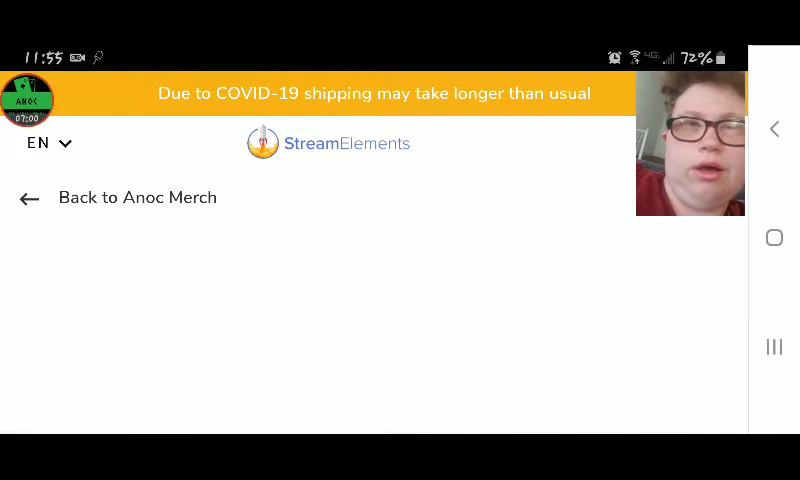 11:55
4G
72%
Due to COVID-19 shipping may take longer than usual
ANOC
07:00
EN
StreamElements
Back to Anoc Merch